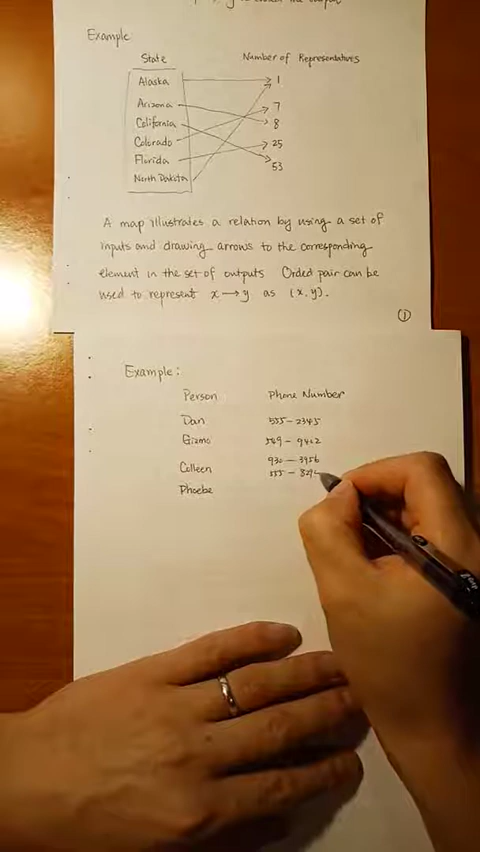 Example
State Number of Representatives
Alaska 1
Arizona 7
California 8
Colorado 25
Florida 53
North Dakota
A map illustrates a relation by using a set of
inputs and drawing arrows to the corresponding
element in the set of outputs Orded pair can be
used to represent x → y as (x, y).
1
Example:
Person Phone Number
Dan 555-2345
Gizmo 549-9402
930-3956
Colleen 555-
Phoebe